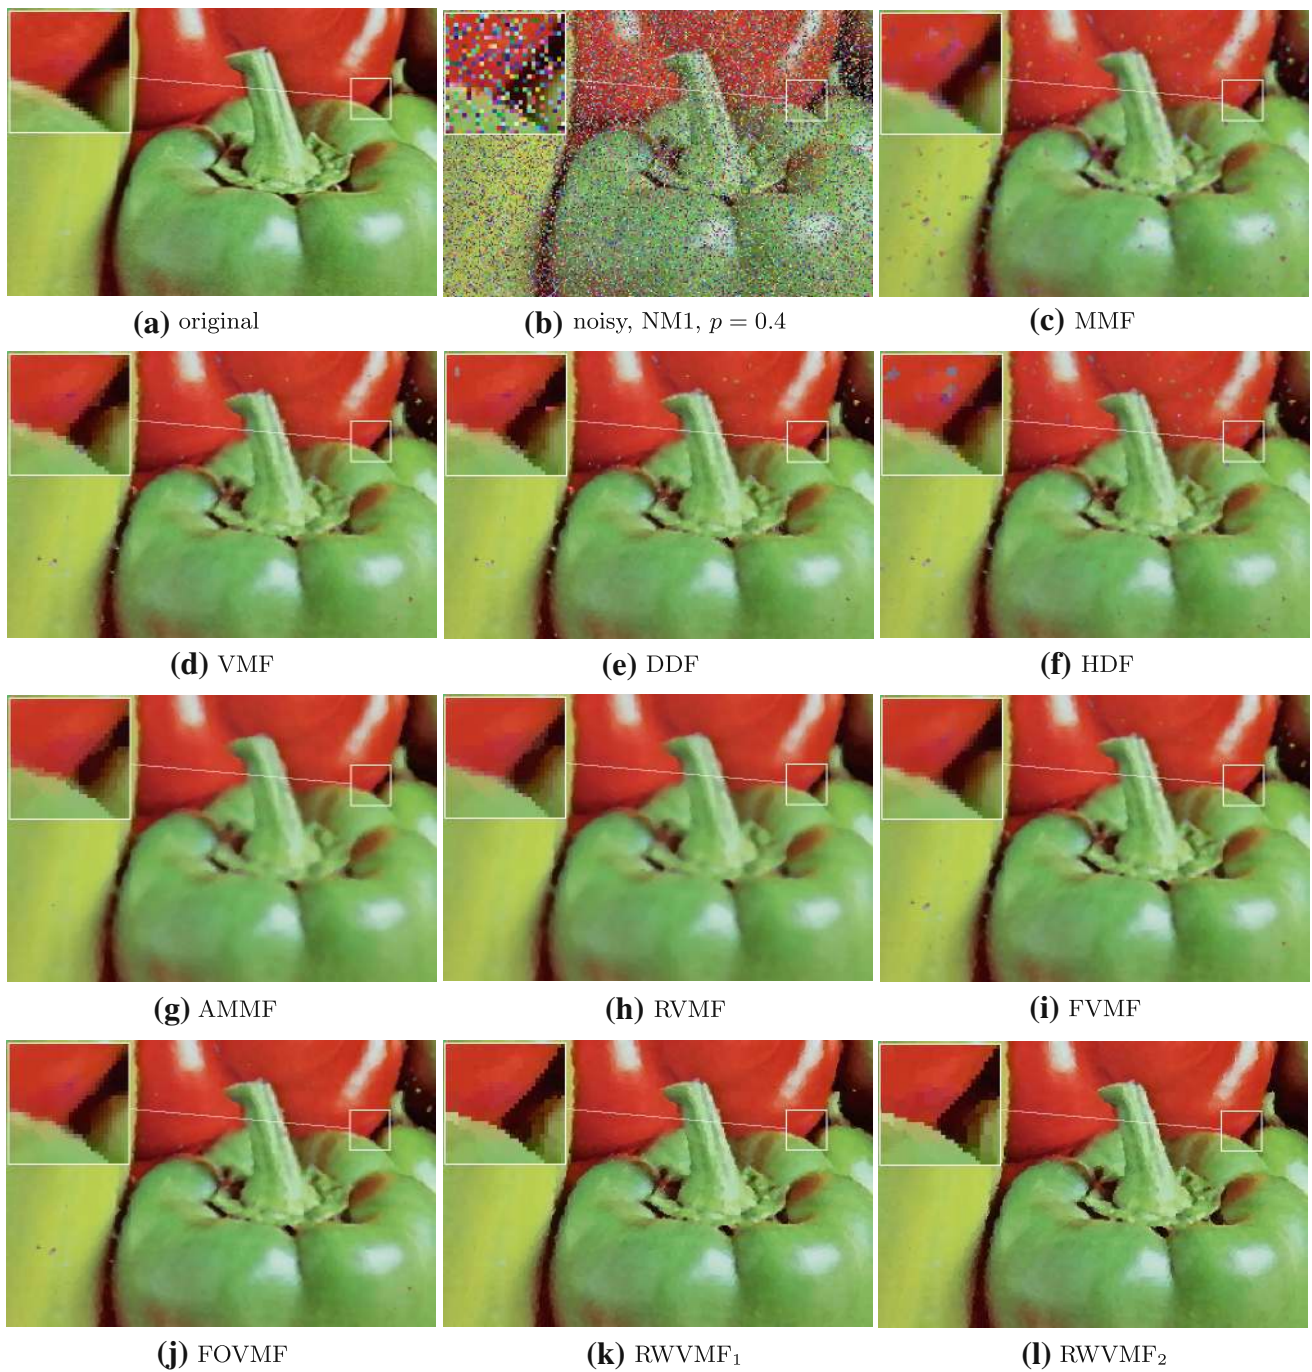 (a) original
(b) noisy, NM1, p = 0.4
(c) MMF
(d) VMF
(e) DDF
(f) HDF
(g) AMMF
(h) RVMF
(i) FVMF
(j) FOVMF
(k) RWVMF₁
(l) RWVMF₂